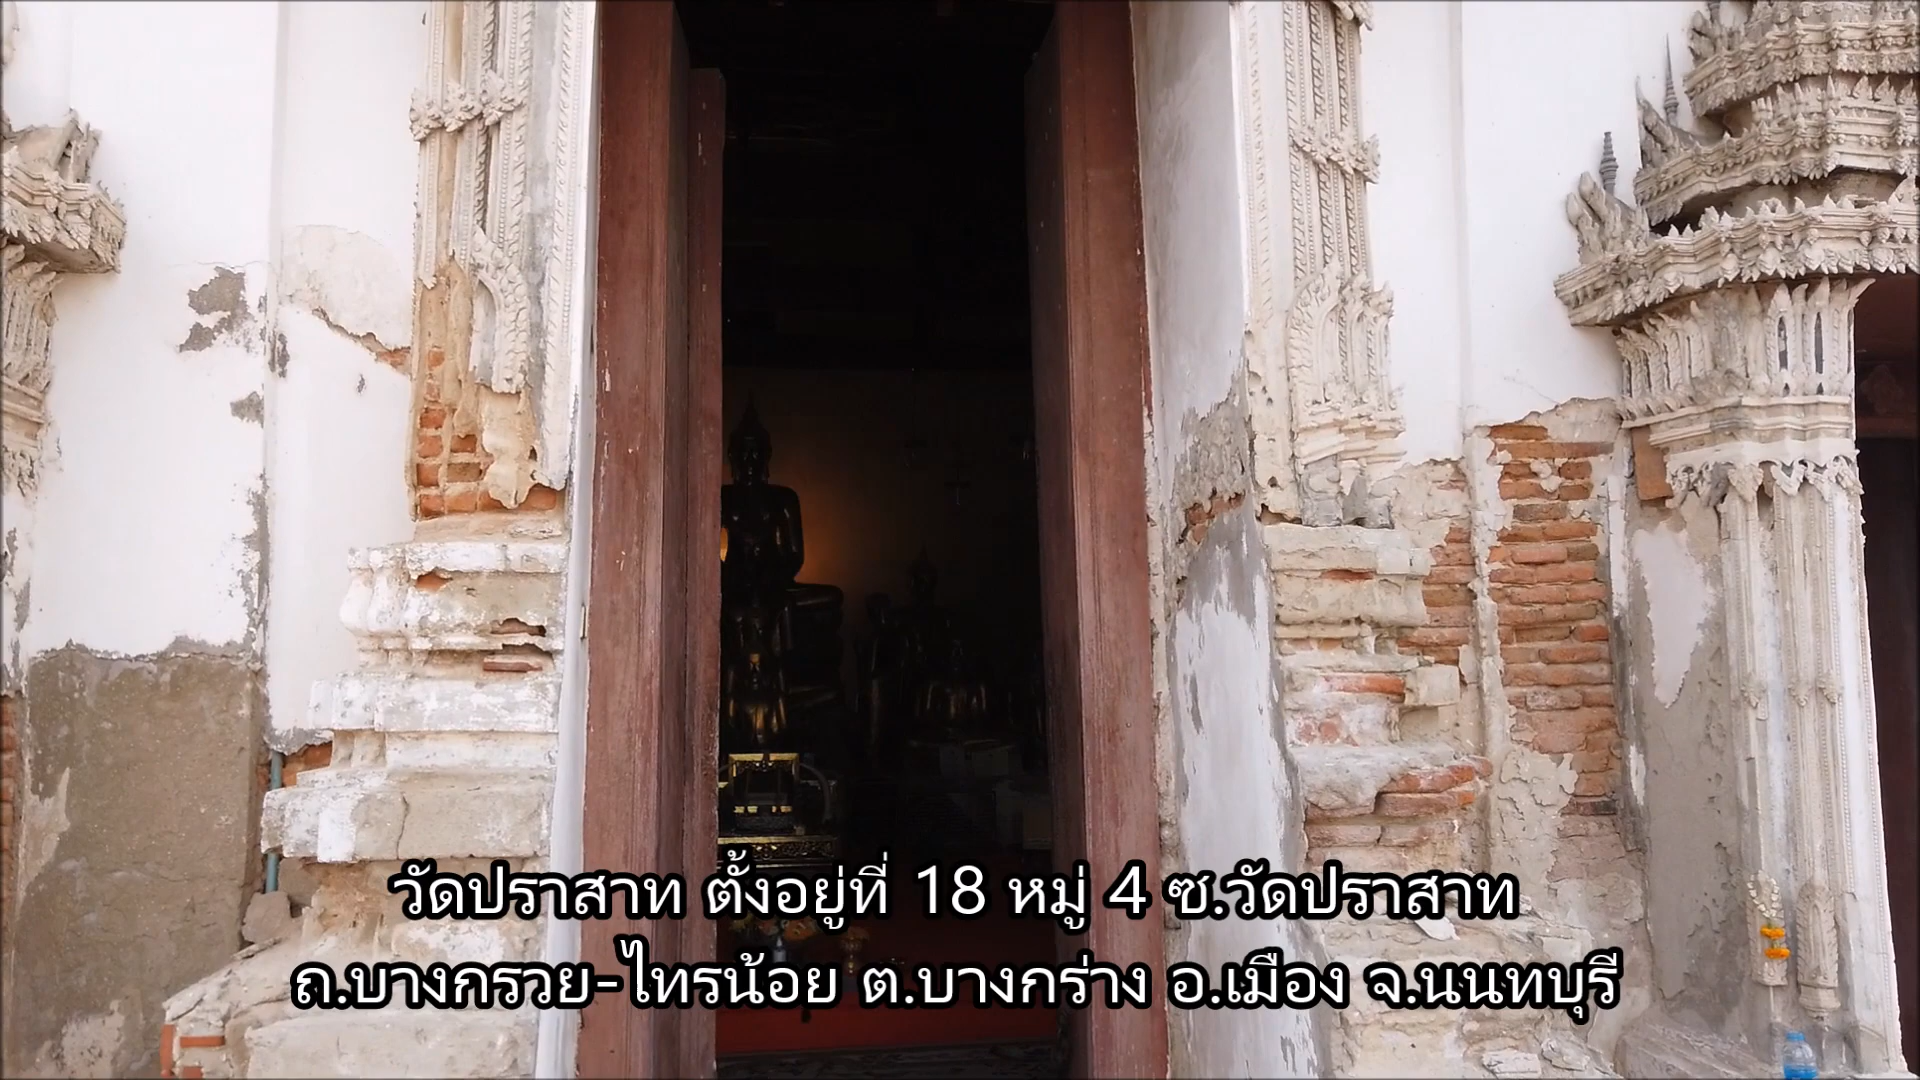 วัดปราสาท ตั้งอยู่ที่ 18 หมู่ 4 ซ.วัดปราสาท
ถ.บางกรวย-ไทรน้อย ต.บางกร่าง อ.เมือง จ.นนทบุรี